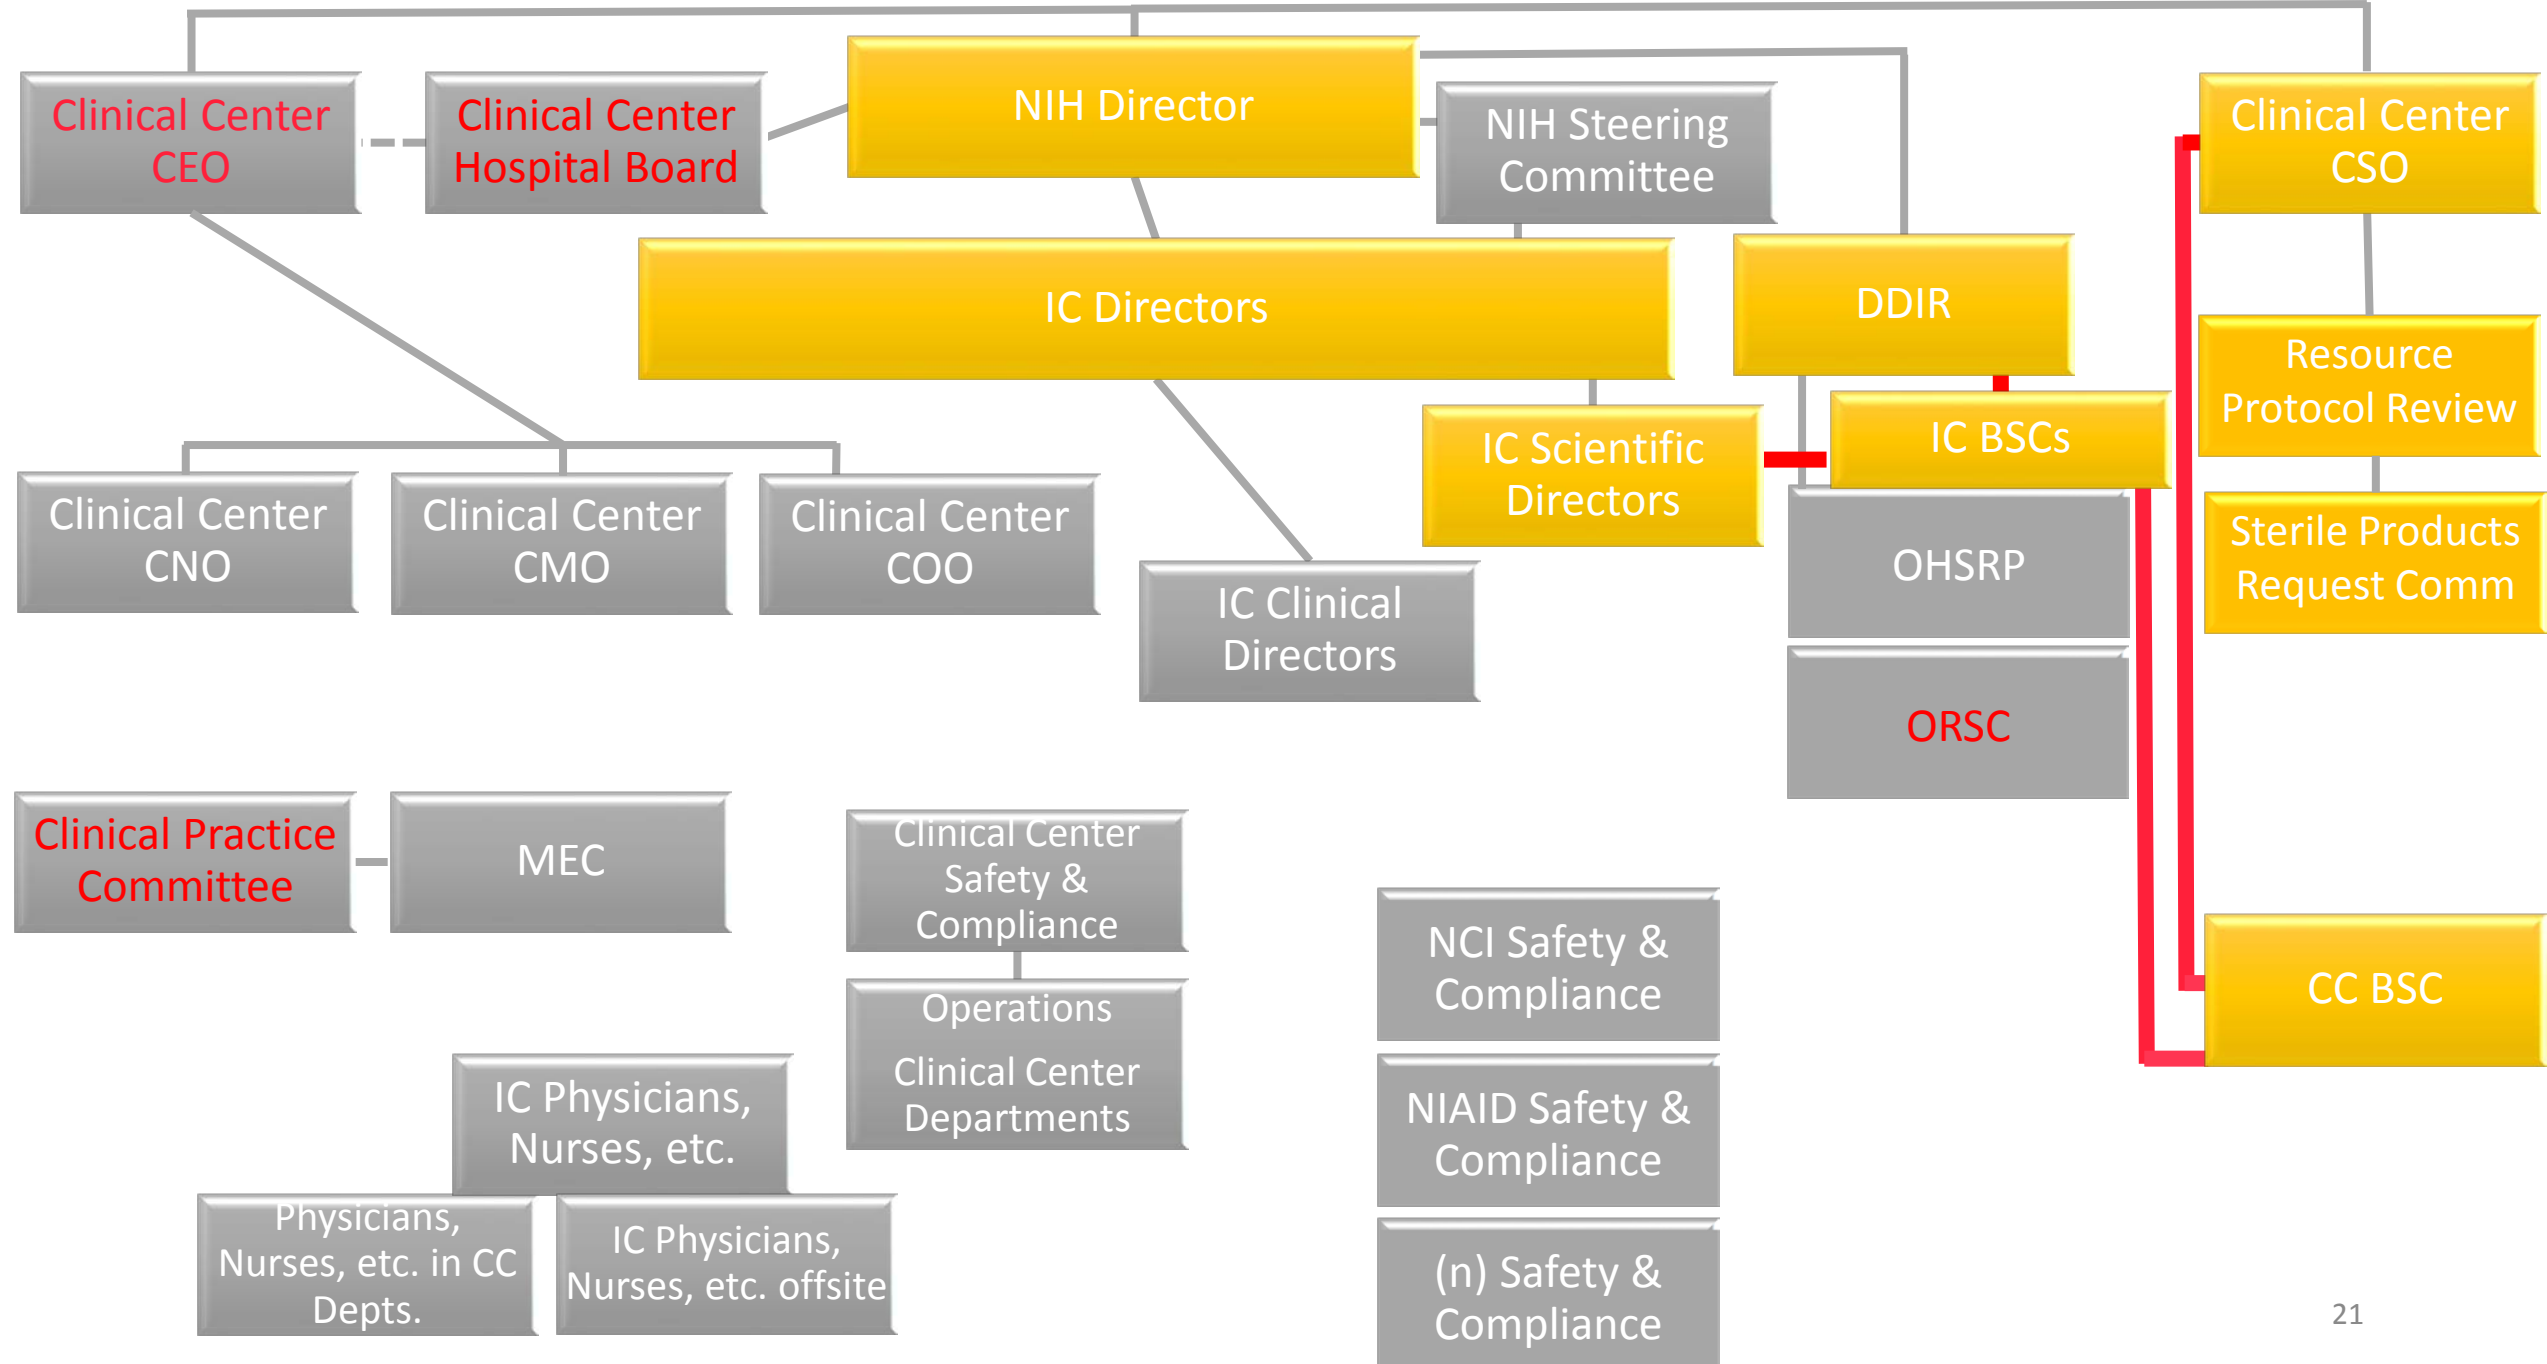 Clinical Center
CEO
Clinical Center
Hospital Board
NIH Director
NIH Steering
Committee
Clinical Center
CSO
IC Directors
DDIR
Resource
Protocol Review
IC Scientific
Directors
IC BSCs
Clinical Center
CNO
Clinical Center
CMO
Clinical Center
COO
IC Clinical
Directors
OHSRP
Sterile Products
Request Comm
ORSC
Clinical Practice
Committee
MEC
Clinical Center
Safety &
Compliance
NCI Safety &
Compliance
CC BSC
Operations
Clinical Center
Departments
IC Physicians,
Nurses, etc.
NIAID Safety &
Compliance
Physicians,
Nurses, etc. in CC
Depts.
IC Physicians,
Nurses, etc. offsite
(n) Safety &
Compliance
21